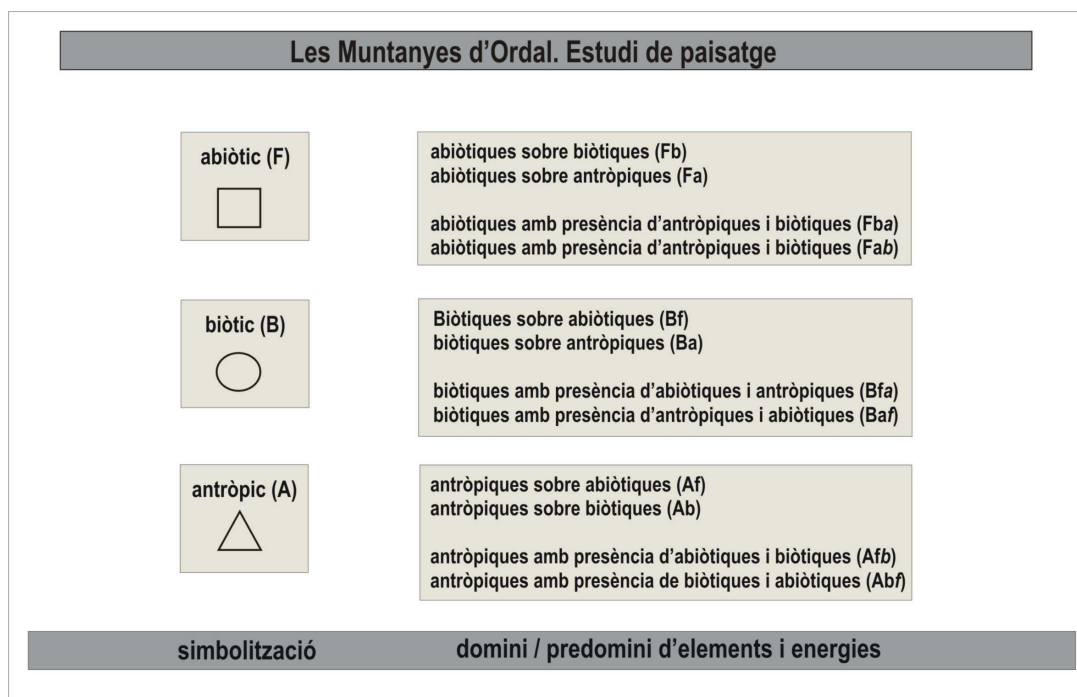 Les Muntanyes d'Ordal. Estudi de paisatge
abiòtic (F)
abiòtiques sobre biòtiques (Fb)
abiòtiques sobre antròpiques (Fa)
abiòtiques amb presència d'antròpiques i biòtiques (Fba)
abiòtiques amb presència d'antròpiques i biòtiques (Fab)
biòtic (B)
Biòtiques sobre abiòtiques (Bf)
biòtiques sobre antròpiques (Ba)
biòtiques amb presència d'abiòtiques i antròpiques (Bfa)
biòtiques amb presència d'antròpiques i abiòtiques (Baf)
antròpic (A)
antròpiques sobre abiòtiques (Af)
antròpiques sobre biòtiques (Ab)
antròpiques amb presència d'abiòtiques i biòtiques (Afb)
antròpiques amb presència de biòtiques i abiòtiques (Abf)
simbolització
domini / predomini d'elements i energies